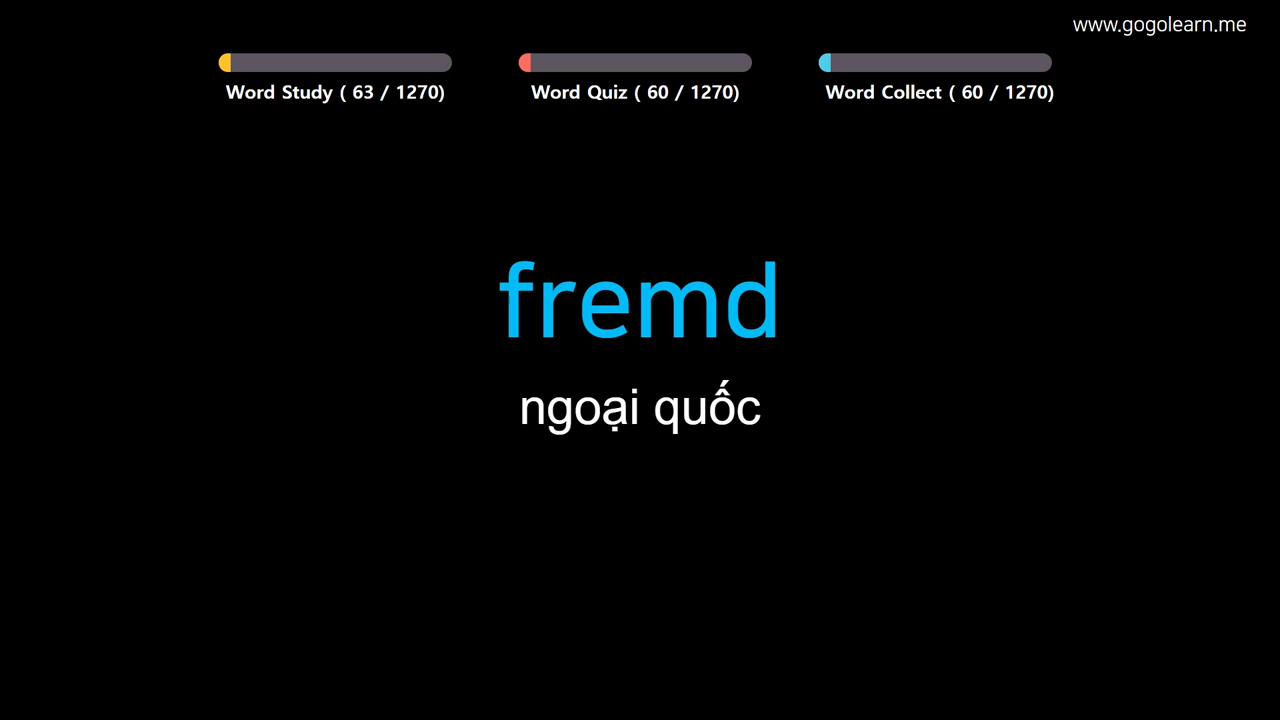 www.gogolearn.me
Word Study ( 63 / 1270)
Word Quiz ( 60 / 1270)
Word Collect ( 60 / 1270)
fremd
ngoại quốc